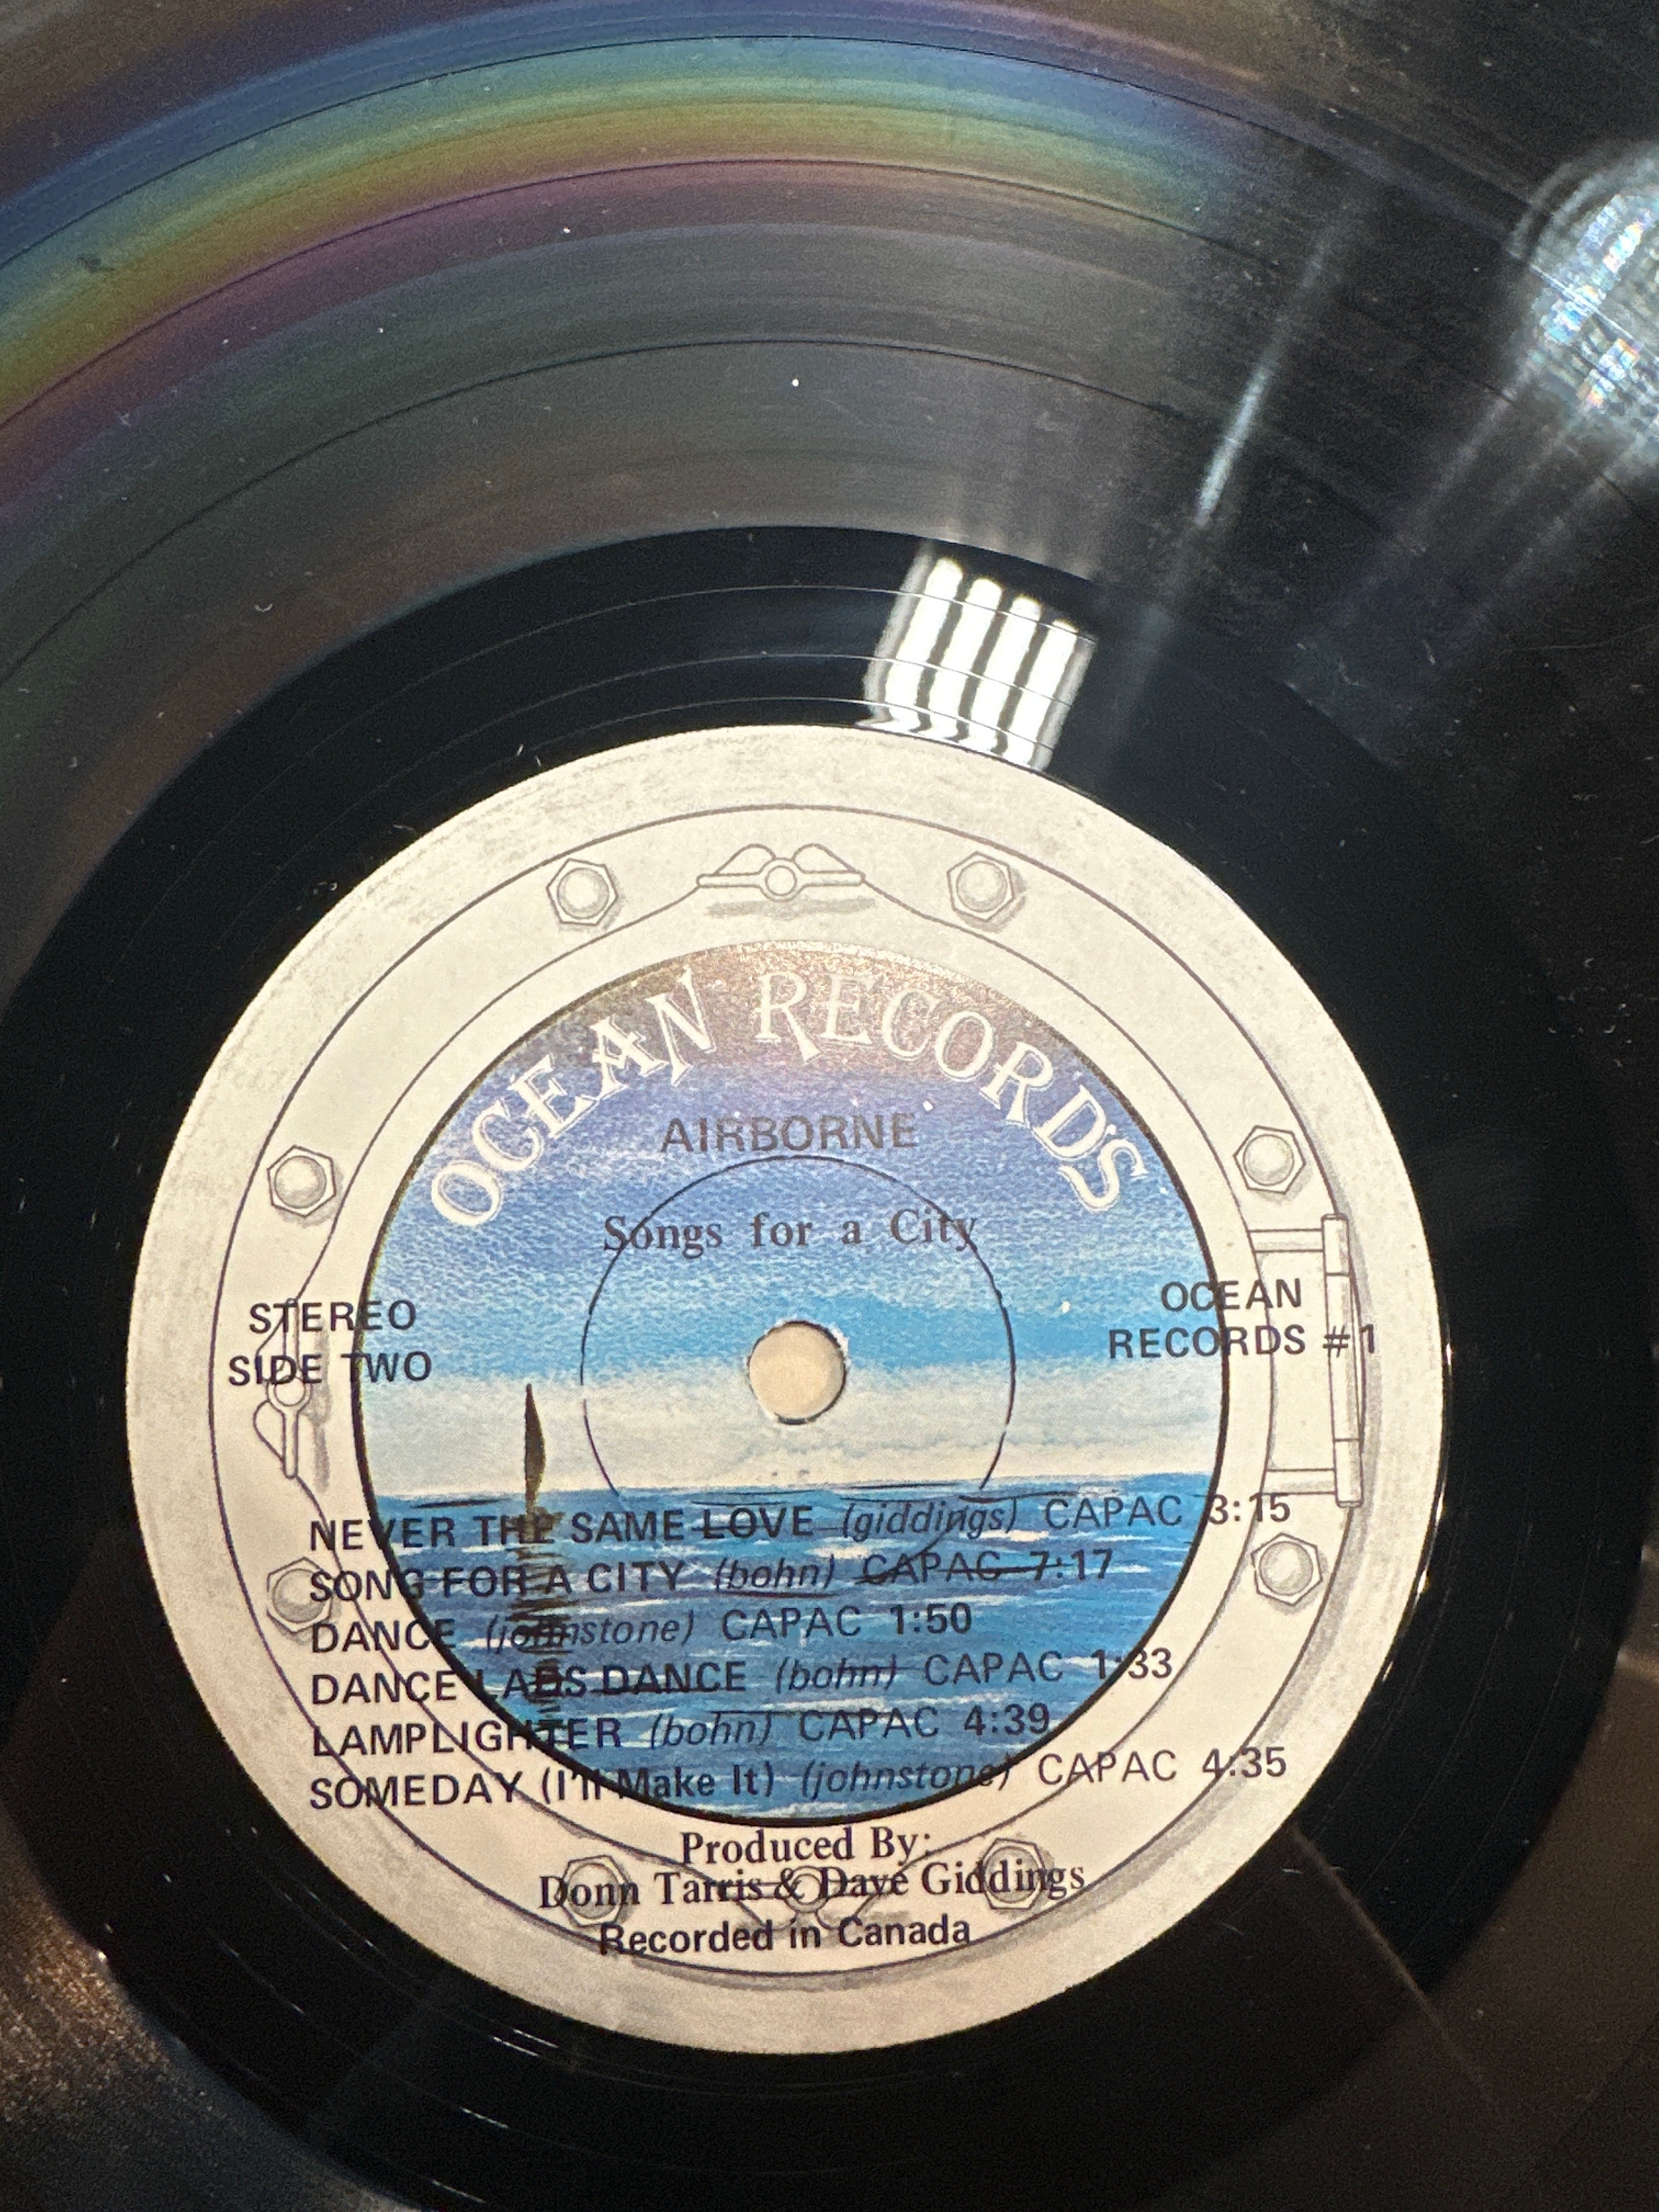 OCEAN RECORDS
AIRBORNE
Songs for a City
STEREO
SIDE TWO
OCEAN
RECORDS #1
NEVER THE SAME LOVE (giddings) CAPAC 3:15
SONG FOR A CITY (bohn) CAPAC 7:17
DANCE (johnstone) CAPAC 1:50
DANCE LADS DANCE (bohn) CAPAC 1:33
LAMPLIGHTER (bohn) CAPAC 4:39
SOMEDAY (I'll Make It) (johnstone) CAPAC 4:35
Produced By:
Donn Tarris & Dave Giddings
Recorded in Canada